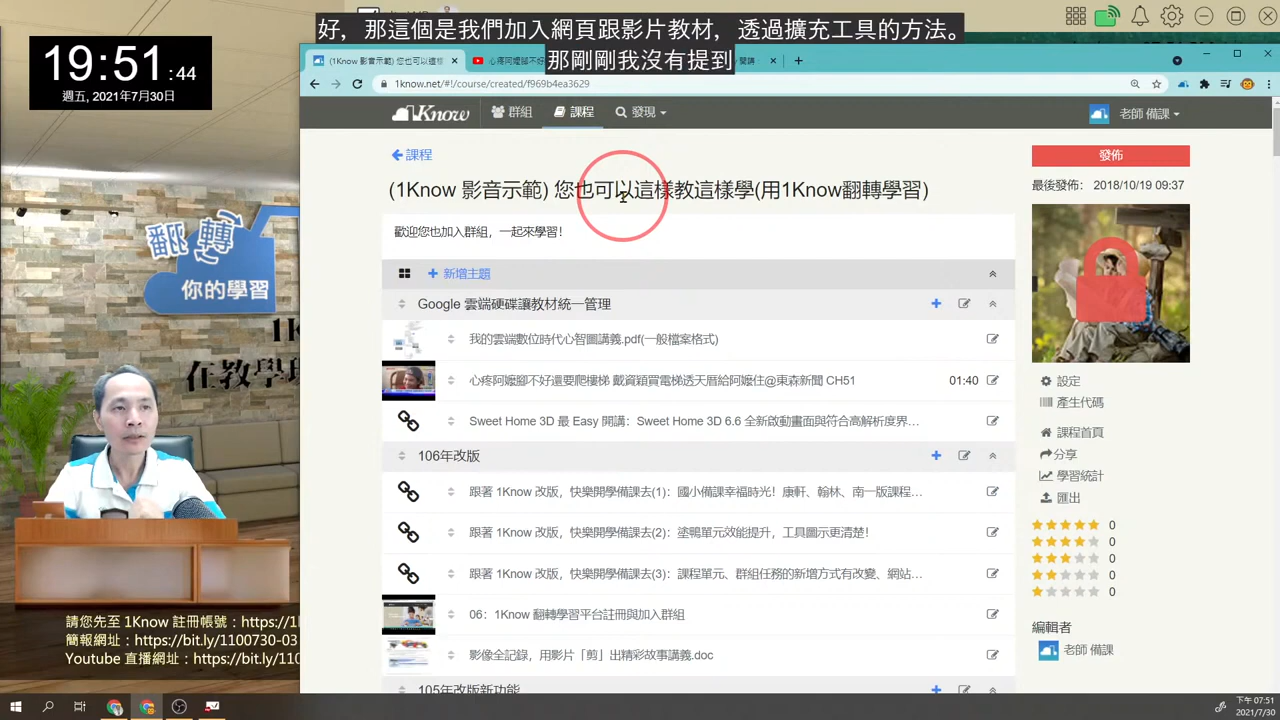 好，那這個是我們加入網頁跟影片教材，透過擴充工具的方法。
那剛剛我沒有提到
19:51:44
週五, 2021年7月30日
(1Know 影音示範) 您也可以這樣
心疼阿嬤腳不好
1know.net/#!/course/created/f969b4ea3629
1Know 群組 課程 發現
老師 備課
課程
發佈
(1Know 影音示範) 您也可以這樣教這樣學(用1Know翻轉學習)
最後發佈： 2018/10/19 09:37
歡迎您也加入群組，一起來學習！
新增主題
Google 雲端硬碟讓教材統一管理
我的雲端數位時代心智圖講義.pdf(一般檔案格式)
心疼阿嬤腳不好還要爬樓梯 戴資穎買電梯透天厝給阿嬤住@東森新聞 CH51
01:40
Sweet Home 3D 最 Easy 開講：Sweet Home 3D 6.6 全新啟動畫面與符合高解析度界…
106年改版
跟著 1Know 改版，快樂開學備課去(1)：國小備課幸福時光！康軒、翰林、南一版課程…
跟著 1Know 改版，快樂開學備課去(2)：塗鴉單元效能提升，工具圖示更清楚！
跟著 1Know 改版，快樂開學備課去(3)：課程單元、群組任務的新增方式有改變、網站…
06：1Know 翻轉學習平台註冊與加入群組
影像全記錄，用影片「剪」出精彩故事講義.doc
105年改版新功能
設定
產生代碼
課程首頁
分享
學習統計
匯出
0
0
0
0
0
編輯者
老師 備課
翻轉
你的學習
在教學
請您先至 1Know 註冊帳號：https://1
簡報網址：https://bit.ly/1100730-03
Youtube 直播網址：https://bit.ly/110
下午 07:51
2021/7/30